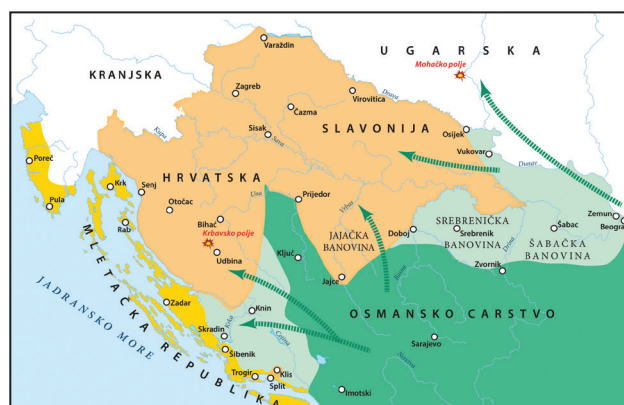 Varaždin
UGARSKA
Mohačko polje
KRANJSKA
Zagreb
Virovitica
Drava
Čazma
Sisak
Sava
SLAVONIJA
Osijek
Vukovar
Dunav
Kupa
Poreč
Pula
Krk
Senj
HRVATSKA
Otočac
Rab
Bihać
Krbavsko polje
Udbina
Una
Prijedor
Vrbas
Ključ
JAJAČKA
BANOVINA
Jajce
Doboj
Bosna
SREBRENIČKA
Srebrenik
BANOVINA
Drina
Zvornik
Šabac
ŠABAČKA
BANOVINA
Zemun
Beograd
MLETAČKA REPUBLIKA
JADRANSKO MORE
Zadar
Knin
Skradin
Krka
Cetina
Šibenik
Trogir
Klis
Split
OSMANSKO CARSTVO
Sarajevo
Neretva
Imotski